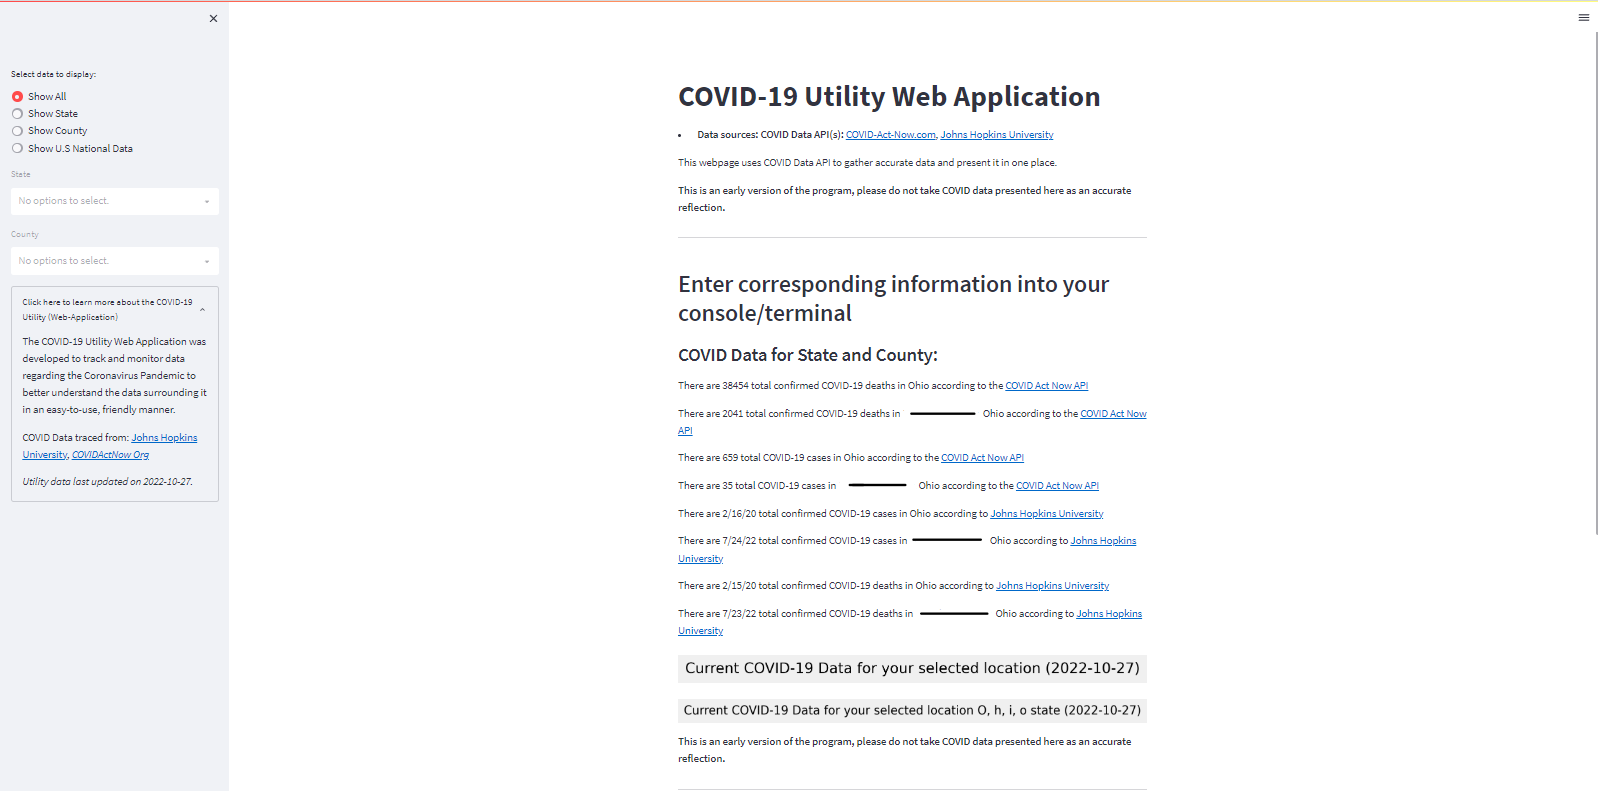 Select data to display:
Show All
Show State
Show County
Show U.S National Data
State
No options to select.
County
No options to select.
Click here to learn more about the COVID-19
Utility (Web-Application)
The COVID-19 Utility Web Application was
developed to track and monitor data
regarding the Coronavirus Pandemic to
better understand the data surrounding it
in an easy-to-use, friendly manner.
COVID Data traced from: Johns Hopkins
University, COVIDActNow Org
Utility data last updated on 2022-10-27.
COVID-19 Utility Web Application
• Data sources: COVID Data API(s): COVID-Act-Now.com, Johns Hopkins University
This webpage uses COVID Data API to gather accurate data and present it in one place.
This is an early version of the program, please do not take COVID data presented here as an accurate
reflection.
Enter corresponding information into your
console/terminal
COVID Data for State and County:
There are 38454 total confirmed COVID-19 deaths in Ohio according to the COVID Act Now API
There are 2041 total confirmed COVID-19 deaths in Ohio according to the COVID Act Now
API
There are 659 total COVID-19 cases in Ohio according to the COVID Act Now API
There are 35 total COVID-19 cases in Ohio according to the COVID Act Now API
There are 2/16/20 total confirmed COVID-19 cases in Ohio according to Johns Hopkins University
There are 7/24/22 total confirmed COVID-19 cases in Ohio according to Johns Hopkins
University
There are 2/15/20 total confirmed COVID-19 deaths in Ohio according to Johns Hopkins University
There are 7/23/22 total confirmed COVID-19 deaths in Ohio according to Johns Hopkins
University
Current COVID-19 Data for your selected location (2022-10-27)
Current COVID-19 Data for your selected location O, h, i, o state (2022-10-27)
This is an early version of the program, please do not take COVID data presented here as an accurate
reflection.